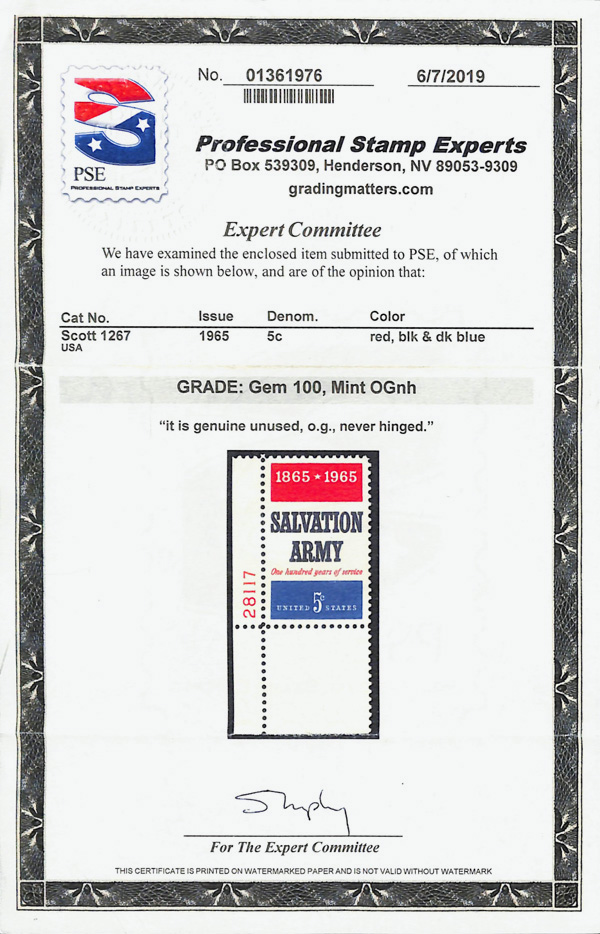 No. 01361976 6/7/2019
PSE
PROFESSIONAL STAMP EXPERTS
Professional Stamp Experts
PO Box 539309, Henderson, NV 89053-9309
gradingmatters.com
Expert Committee
We have examined the enclosed item submitted to PSE, of which
an image is shown below, and are of the opinion that:
Cat No. Issue Denom. Color
Scott 1267 1965 5c red, blk & dk blue
USA
GRADE: Gem 100, Mint OGnh
“it is genuine unused, o.g., never hinged.”
1865 ★ 1965
SALVATION
ARMY
One hundred years of service
28117
UNITED 5c STATES
For The Expert Committee
THIS CERTIFICATE IS PRINTED ON WATERMARKED PAPER AND IS NOT VALID WITHOUT WATERMARK